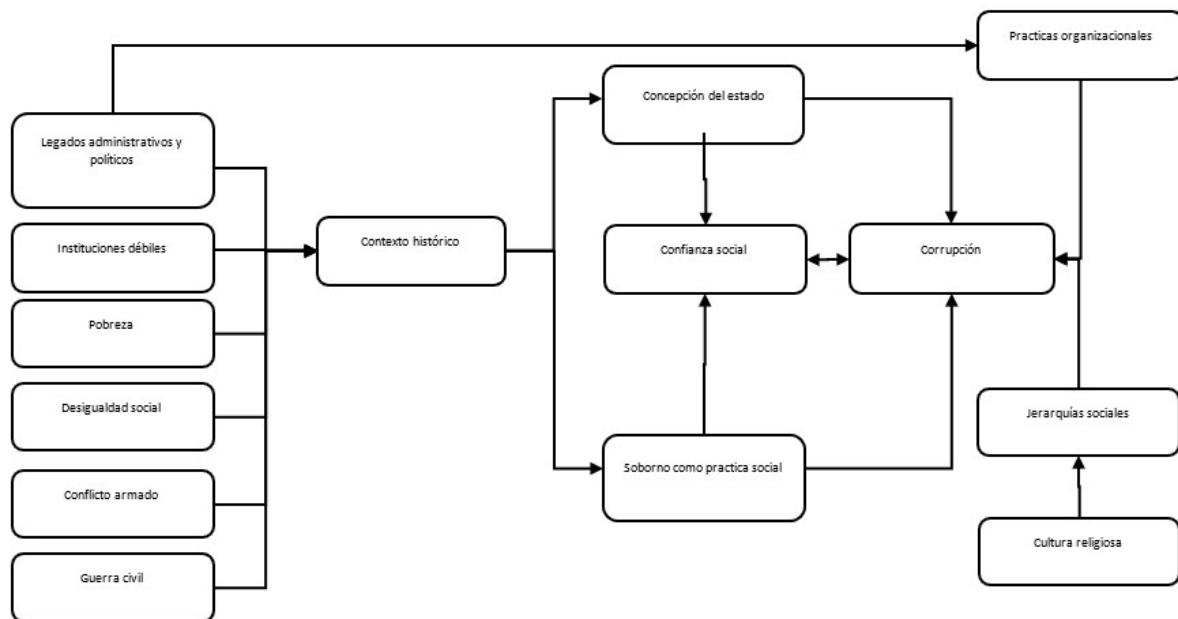 Practicas organizacionales
Concepción del estado
Legados administrativos y
políticos
Instituciones débiles
Contexto histórico
Confianza social
Corrupción
Pobreza
Desigualdad social
Jerarquías sociales
Soborno como practica social
Conflicto armado
Cultura religiosa
Guerra civil